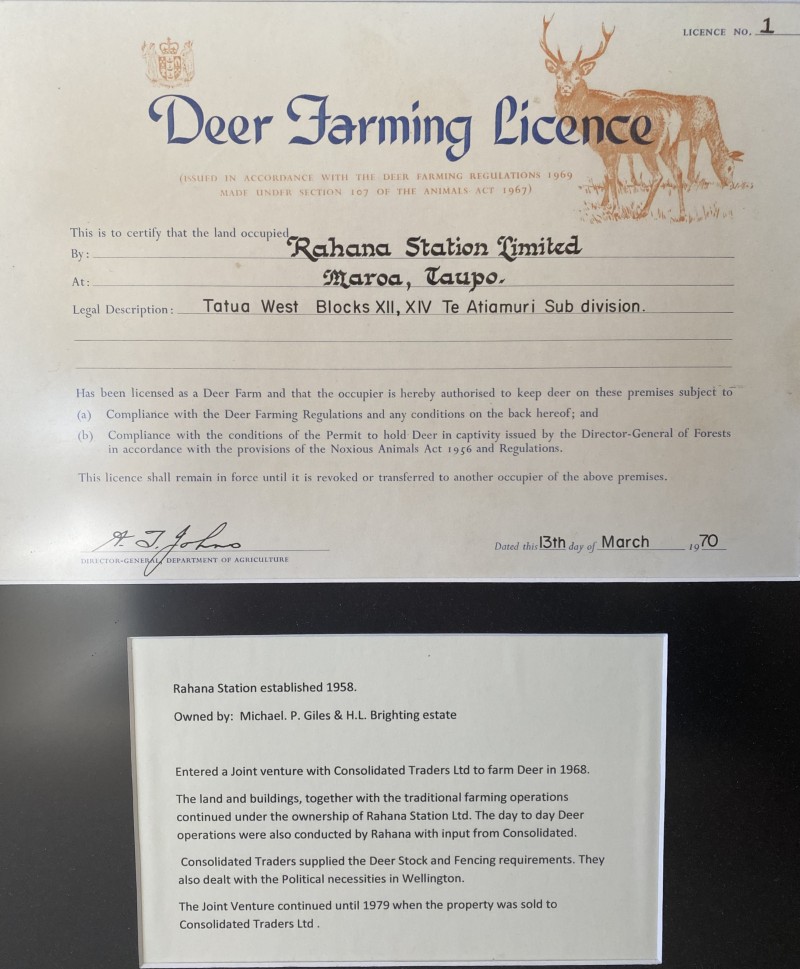 LICENCE NO. 1
Deer Farming Licence
(ISSUED IN ACCORDANCE WITH THE DEER FARMING REGULATIONS 1969
MADE UNDER SECTION 107 OF THE ANIMALS ACT 1967)
This is to certify that the land occupied
By: Rahana Station Limited
At: Maroa, Taupo.
Legal Description: Tatua West Blocks XII, XIV Te Atiamuri Sub division.
Has been licensed as a Deer Farm and that the occupier is hereby authorised to keep deer on these premises subject to
(a) Compliance with the Deer Farming Regulations and any conditions on the back hereof; and
(b) Compliance with the conditions of the Permit to hold Deer in captivity issued by the Director-General of Forests
in accordance with the provisions of the Noxious Animals Act 1956 and Regulations.
This licence shall remain in force until it is revoked or transferred to another occupier of the above premises.
A. T. Johns
DIRECTOR-GENERAL, DEPARTMENT OF AGRICULTURE
Dated this 13th day of March 1970
Rahana Station established 1958.
Owned by: Michael. P. Giles & H.L. Brighting estate
Entered a Joint venture with Consolidated Traders Ltd to farm Deer in 1968.
The land and buildings, together with the traditional farming operations
continued under the ownership of Rahana Station Ltd. The day to day Deer
operations were also conducted by Rahana with input from Consolidated.
Consolidated Traders supplied the Deer Stock and Fencing requirements. They
also dealt with the Political necessities in Wellington.
The Joint Venture continued until 1979 when the property was sold to
Consolidated Traders Ltd .